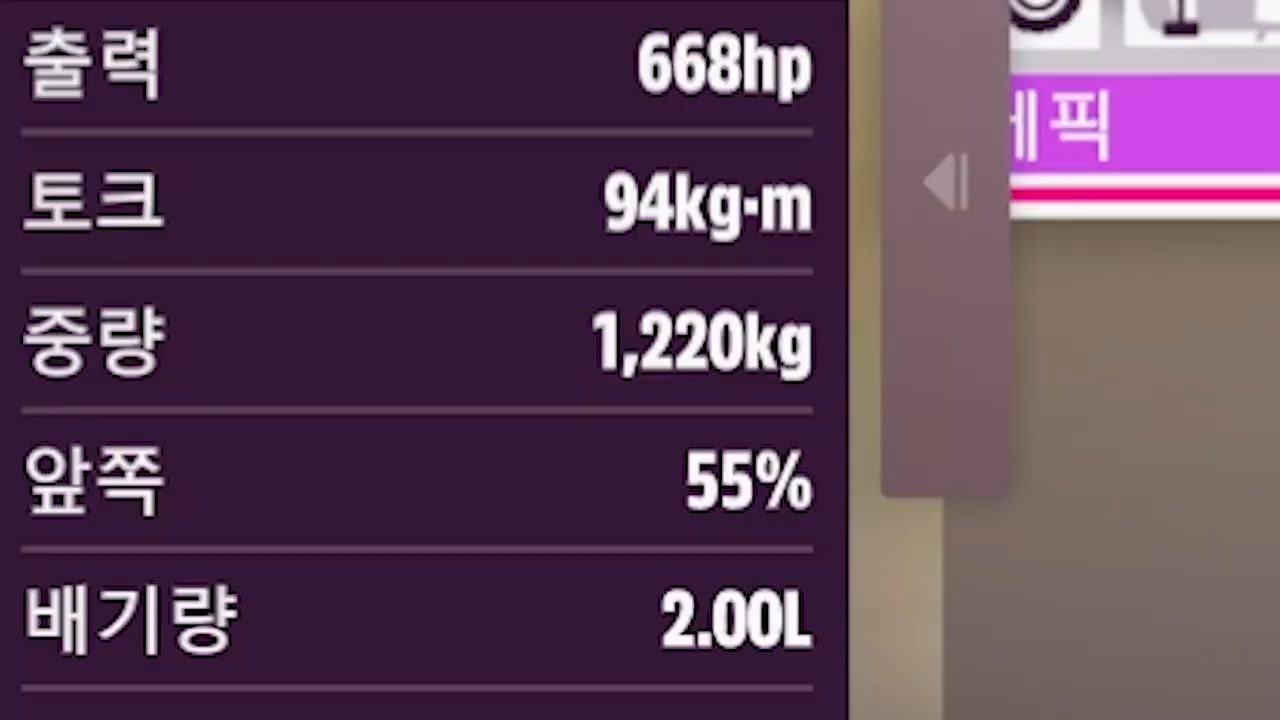 출력 668hp
토크 94kg·m
중량 1,220kg
앞쪽 55%
배기량 2.00L
에픽